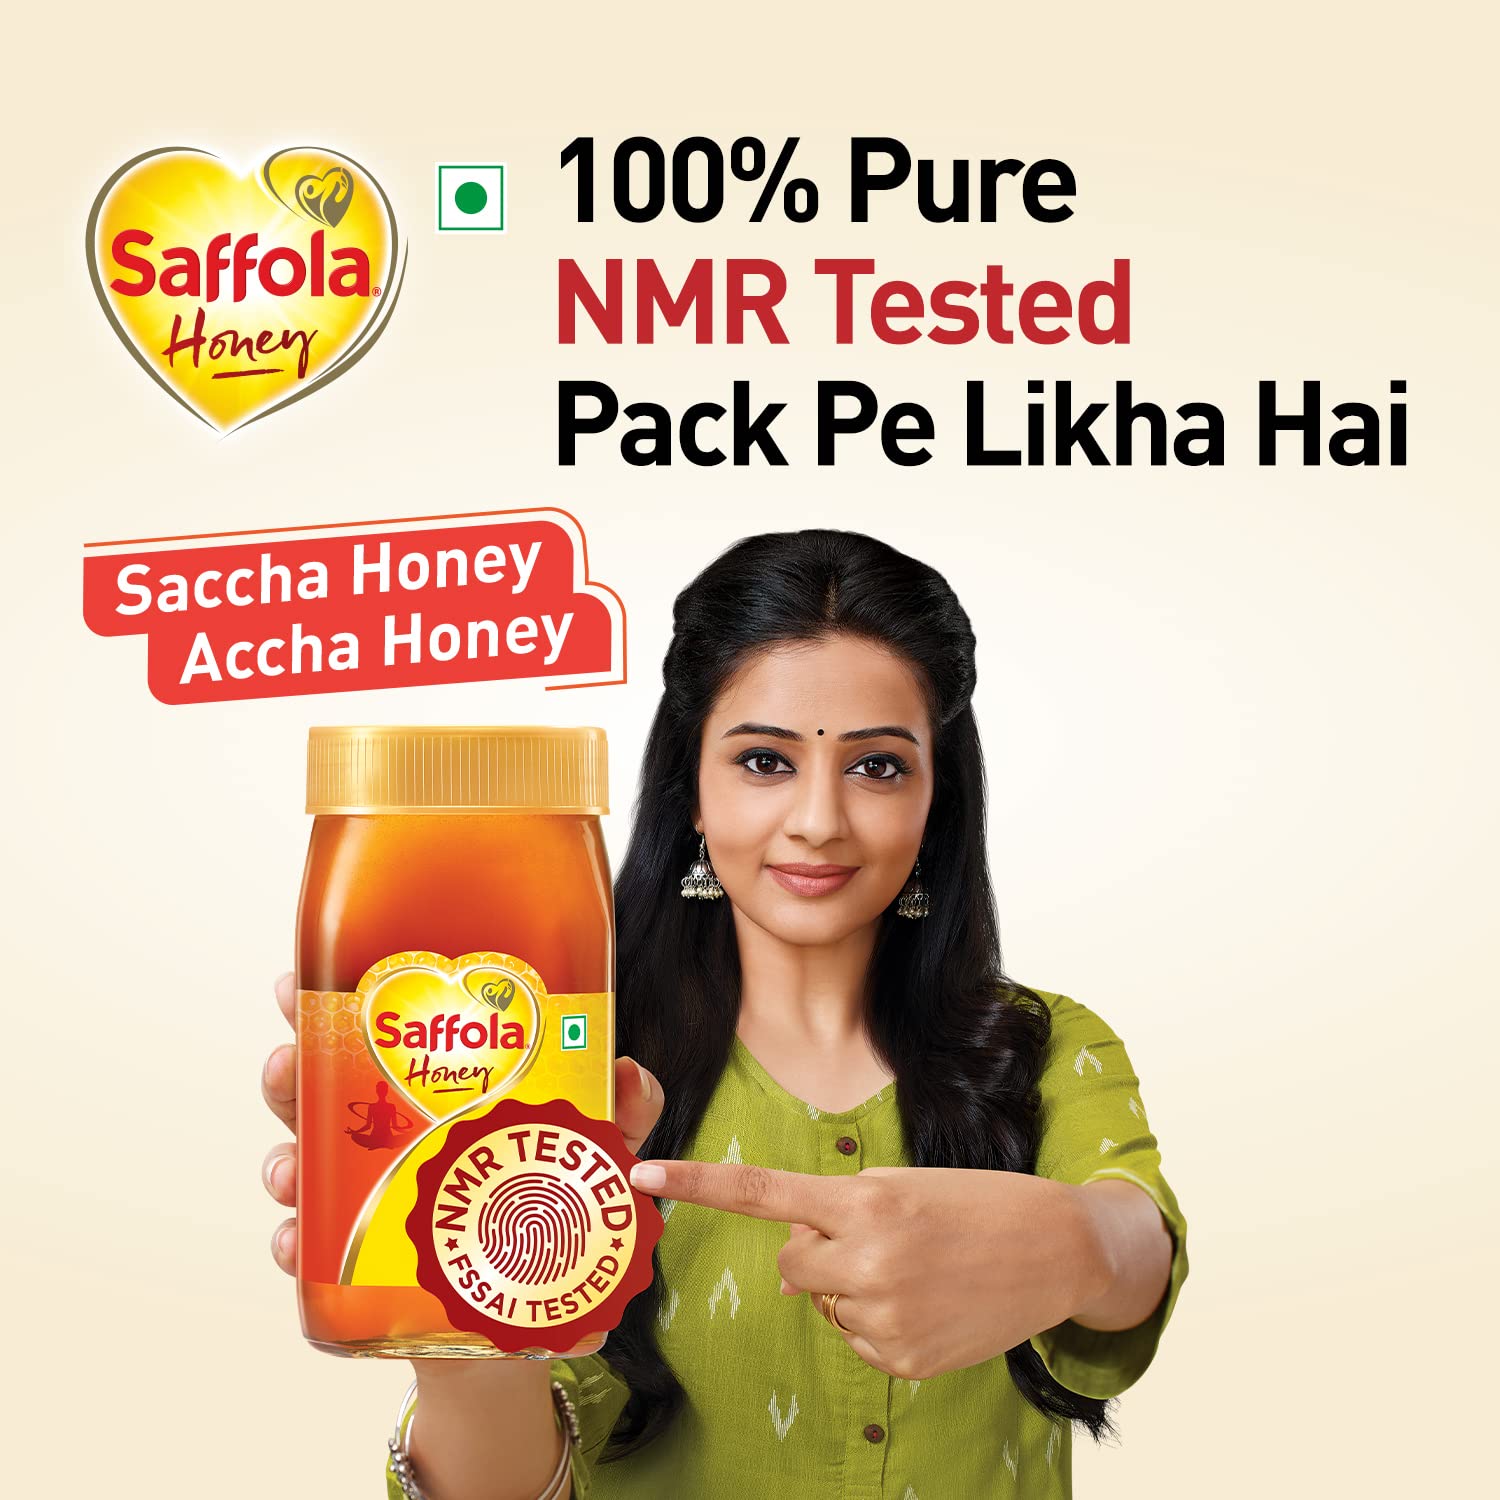 Saffola
Honey
100% Pure
NMR Tested
Pack Pe Likha Hai
Saccha Honey
Accha Honey
Saffola
Honey
NMR TESTED
FSSAI TESTED